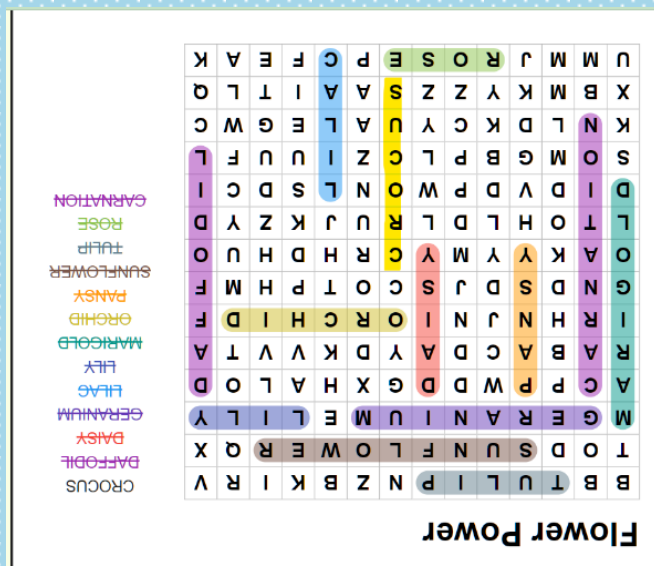 Flower Power
B B T U L I P N Z B K I R V
T O D S U N F L O W E R Q X
M G E R A N I U M E L I L Y
A C P P W D D G X H A L O D
R A B A C D A Y D K V V T A
I R H N J N I O R C H I D F
G N D S D J S C O T P H M F
O A K Y Y M Y C R H D H U O
L T O H L D L R U J K Z Y D
D I D V D P W O N L S D C I
S O M G B P L C Z I U U F L
K N L D K C Y U A L E G W C
X B M K Y Z Z S A A I T L Q
U M M J R O S E P C F E A K
CROCUS
DAFFODIL
DAISY
GERANIUM
LILAC
LILY
MARIGOLD
ORCHID
PANSY
SUNFLOWER
TULIP
ROSE
CARNATION